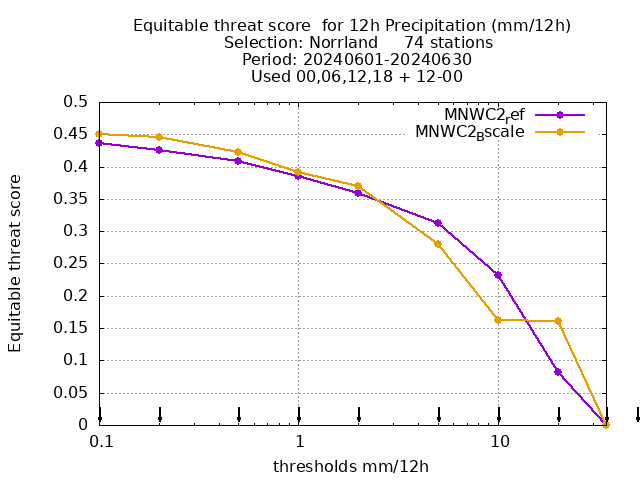 Equitable threat score  for 12h Precipitation (mm/12h)
Selection: Norrland     74 stations
Period: 20240601-20240630
Used 00,06,12,18 + 12-00
MNWC2ref
MNWC2Bscale
0.5
0.45
0.4
0.35
0.3
0.25
0.2
0.15
0.1
0.05
0
Equitable threat score
0.1 1 10
thresholds mm/12h